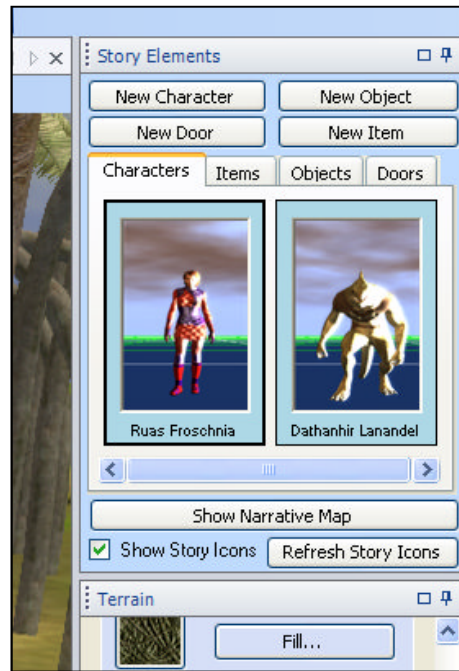 Story Elements
New Character New Object
New Door New Item
Characters Items Objects Doors
Ruas Froschnia Dathanhir Lanandel
Show Narrative Map
Show Story Icons Refresh Story Icons
Terrain
Fill...